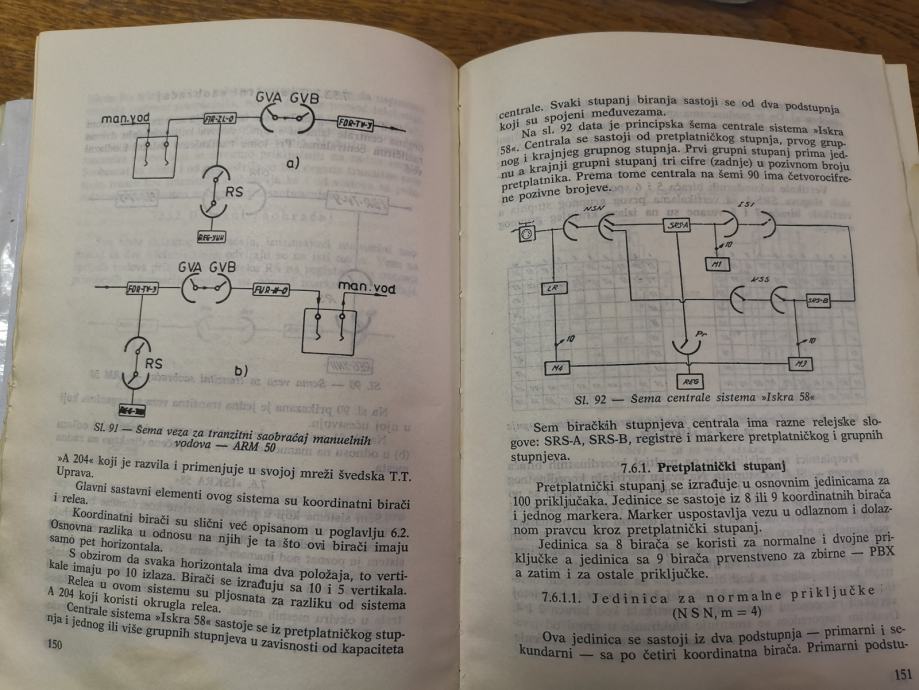 GVA GVB
man.vod
FDR-ZL-O
FDR-TV-Y
a)
RS
REG-YUH
GVA GVB
man.vod
FDR-TV-Y
FUR-H-O
RS
b)
Sl. 91 — Šema veza za tranzitni saobraćaj manuelnih
vodova — ARM 50
»A 204« koji je razvila i primenjuje u svojoj mreži švedska T.T.
Uprava.
Glavni sastavni elementi ovog sistema su koordinatni birači
i relea.
Koordinatni birači su slični već opisanom u poglavlju 6.2.
Osnovna razlika u odnosu na njih je ta što ovi birači imaju
samo pet horizontala.
S obzirom da svaka horizontala ima dva položaja, to verti-
kale imaju po 10 izlaza. Birači se izrađuju sa 10 i 5 vertikala.
Relea u ovom sistemu su pljosnata za razliku od sistema
A 204 koji koristi okrugla relea.
Centrale sistema »Iskra 58« sastoje se iz pretplatničkog stup-
nja i jednog ili više grupnih stupnjeva u zavisnosti od kapaciteta
150
centrale. Svaki stupanj biranja sastoji se od dva podstupnja
koji su spojeni međuvezama.
Na sl. 92 data je principska šema centrale sistema »Iskra
58«. Centrala se sastoji od pretplatničkog stupnja, prvog grup-
nog i krajnjeg grupnog stupnja. Prvi grupni stupanj prima jed-
nu a krajnji grupni stupanj tri cifre (zadnje) u pozivnom broju
pretplatnika. Prema tome centrala na šemi 90 ima četvorocifre-
ne pozivne brojeve.
NSN
SRS-A
ISI
10
M1
LR
NSS
SRS-B
10
Pr
10
M4
REG
M3
Sl. 92 — Šema centrale sistema »Iskra 58«
Sem biračkih stupnjeva centrala ima razne relejske slo-
gove: SRS-A, SRS-B, registre i markere pretplatničkog i grupnih
stupnjeva.
7.6.1. Pretplatnički stupanj
Pretplatnički stupanj se izrađuje u osnovnim jedinicama za
100 priključaka. Jedinice se sastoje iz 8 ili 9 koordinatnih birača
i jednog markera. Marker uspostavlja vezu u odlaznom i dolaz-
nom pravcu kroz pretplatnički stupanj.
Jedinica sa 8 birača se koristi za normalne i dvojne pri-
ključke a jedinica sa 9 birača prvenstveno za zbirne — PBX
a zatim i za ostale priključke.
7.6.1.1. Jedinica za normalne priključke
(NSN, m = 4)
Ova jedinica se sastoji iz dva podstupnja — primarni i se-
kundarni — sa po četiri koordinatna birača. Primarni podstu-
151